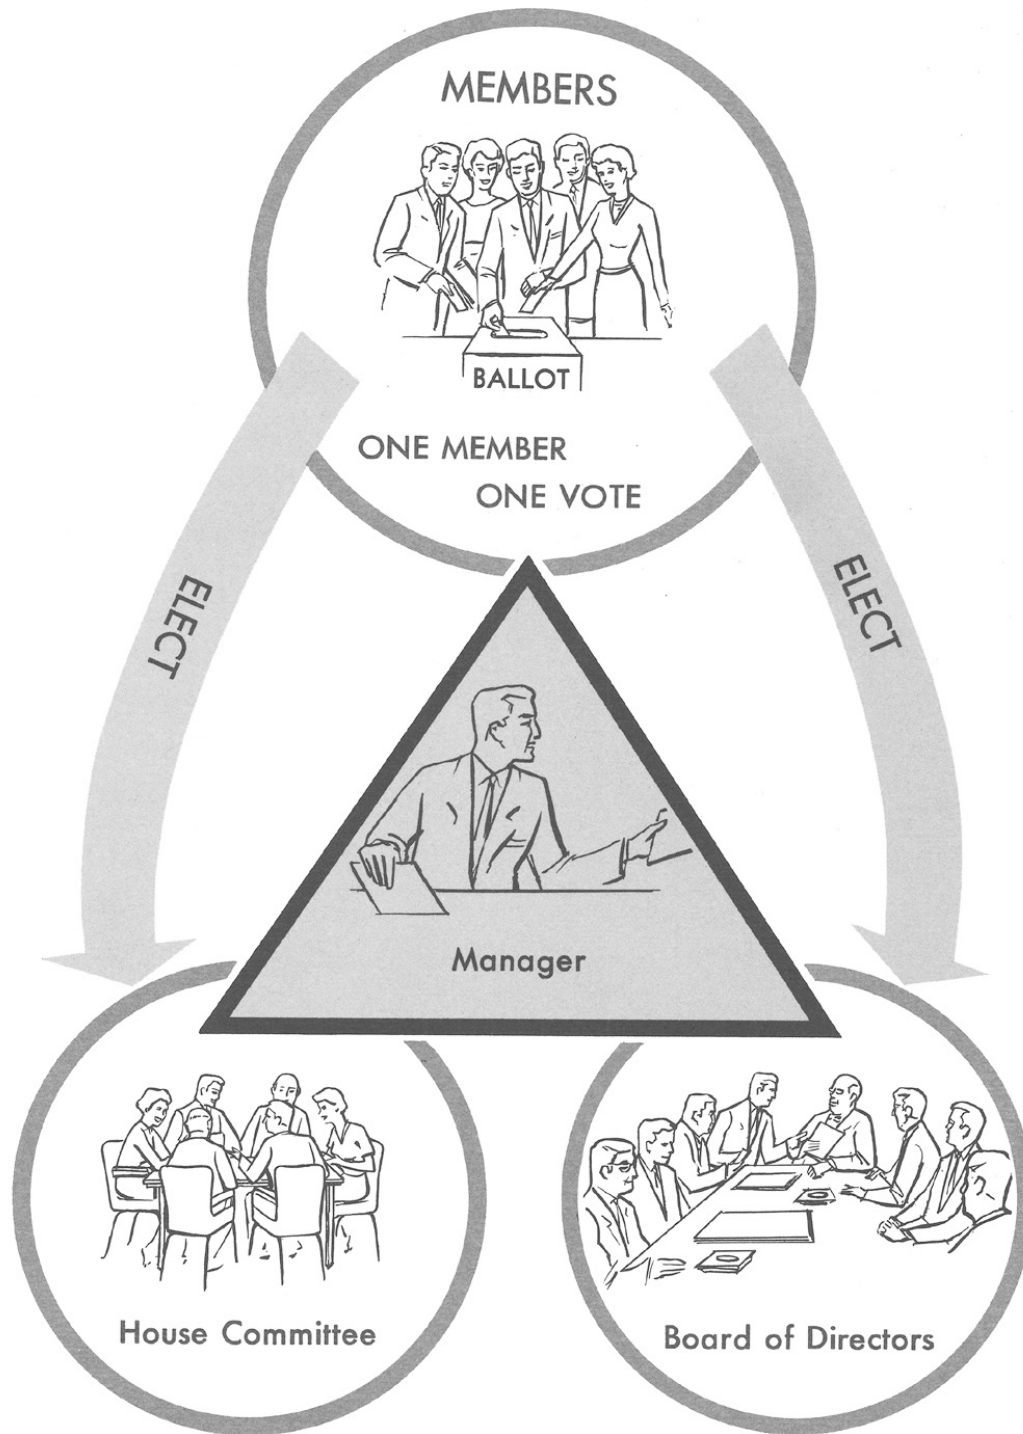 MEMBERS
BALLOT
ONE MEMBER
ONE VOTE
ELECT
ELECT
Manager
House Committee
Board of Directors